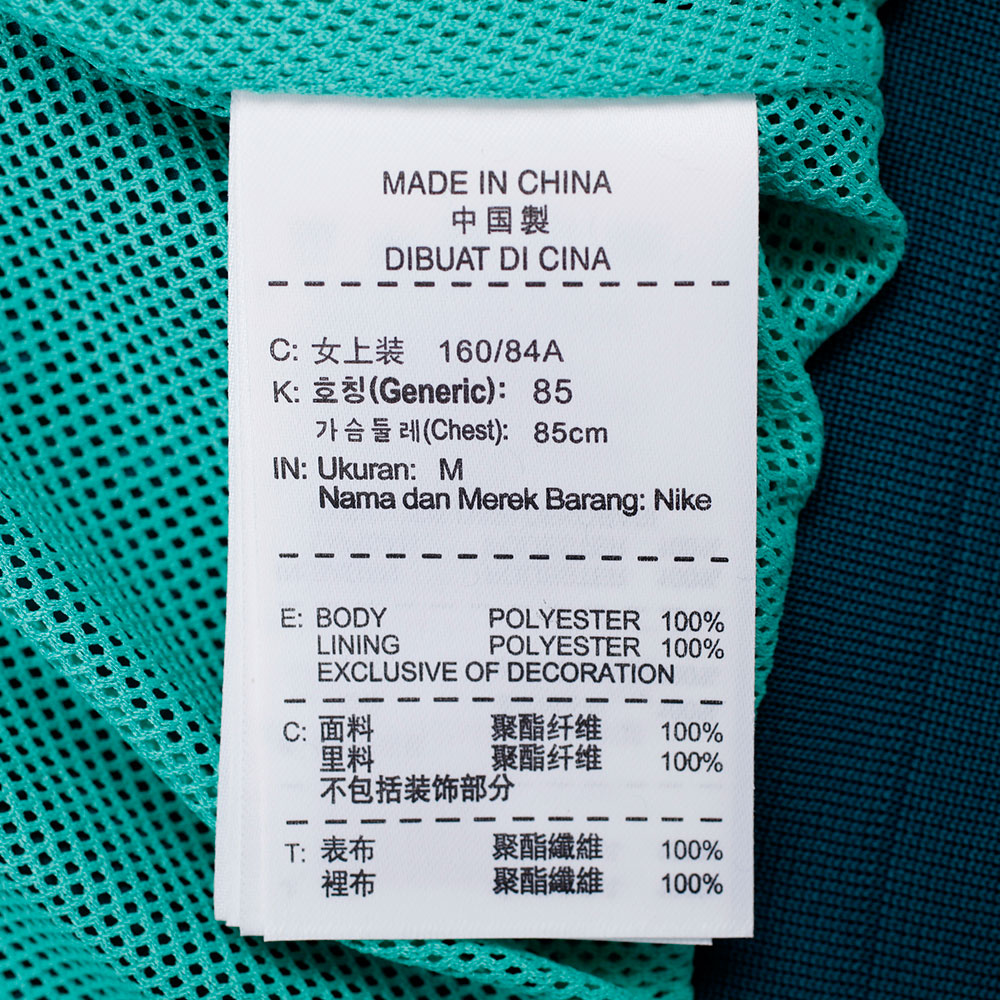 MADE IN CHINA
中国製
DIBUAT DI CINA
C: 女上装 160/84A
K: 호칭(Generic): 85
가슴둘레(Chest): 85cm
IN: Ukuran: M
Nama dan Merek Barang: Nike
E: BODY POLYESTER 100%
LINING POLYESTER 100%
EXCLUSIVE OF DECORATION
C: 面料 聚酯纤维 100%
里料 聚酯纤维 100%
不包括装饰部分
T: 表布 聚酯纖維 100%
裡布 聚酯纖維 100%